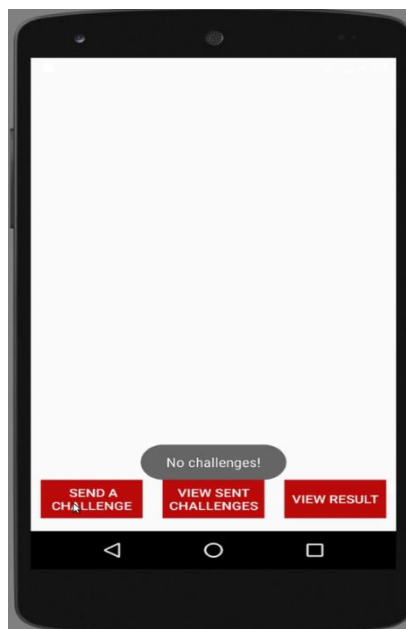 No challenges!
SEND A
CHALLENGE
VIEW SENT
CHALLENGES
VIEW RESULT